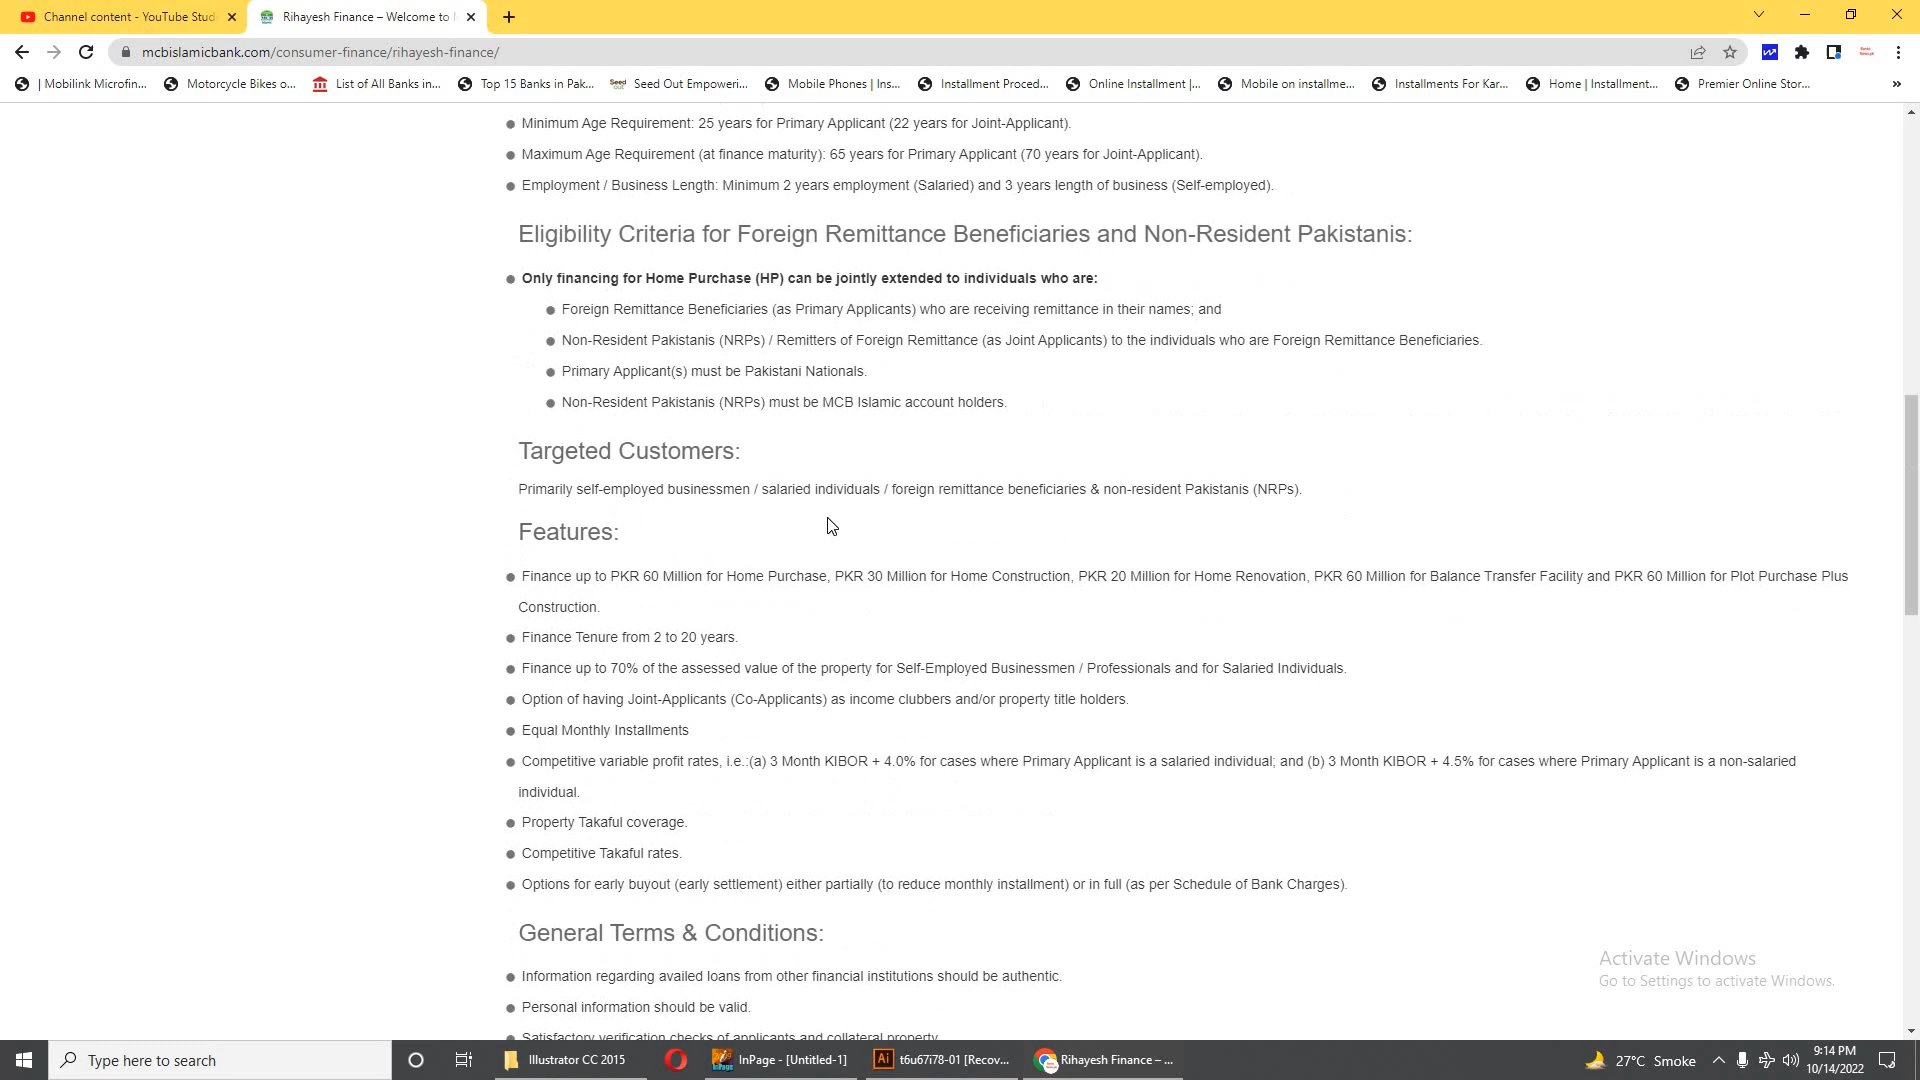 Channel content - YouTube Stud
Rihayesh Finance – Welcome to
mcbislamicbank.com/consumer-finance/rihayesh-finance/
| Mobilink Microfin...
Motorcycle Bikes o...
List of All Banks in...
Top 15 Banks in Pak...
Seed Out Empoweri...
Mobile Phones | Ins...
Installment Proced...
Online Installment |...
Mobile on installme...
Installments For Kar...
Home | Installment...
Premier Online Stor...
»
Minimum Age Requirement: 25 years for Primary Applicant (22 years for Joint-Applicant).
Maximum Age Requirement (at finance maturity): 65 years for Primary Applicant (70 years for Joint-Applicant).
Employment / Business Length: Minimum 2 years employment (Salaried) and 3 years length of business (Self-employed).
Eligibility Criteria for Foreign Remittance Beneficiaries and Non-Resident Pakistanis:
Only financing for Home Purchase (HP) can be jointly extended to individuals who are:
Foreign Remittance Beneficiaries (as Primary Applicants) who are receiving remittance in their names; and
Non-Resident Pakistanis (NRPs) / Remitters of Foreign Remittance (as Joint Applicants) to the individuals who are Foreign Remittance Beneficiaries.
Primary Applicant(s) must be Pakistani Nationals.
Non-Resident Pakistanis (NRPs) must be MCB Islamic account holders.
Targeted Customers:
Primarily self-employed businessmen / salaried individuals / foreign remittance beneficiaries & non-resident Pakistanis (NRPs).
Features:
Finance up to PKR 60 Million for Home Purchase, PKR 30 Million for Home Construction, PKR 20 Million for Home Renovation, PKR 60 Million for Balance Transfer Facility and PKR 60 Million for Plot Purchase Plus
Construction.
Finance Tenure from 2 to 20 years.
Finance up to 70% of the assessed value of the property for Self-Employed Businessmen / Professionals and for Salaried Individuals.
Option of having Joint-Applicants (Co-Applicants) as income clubbers and/or property title holders.
Equal Monthly Installments
Competitive variable profit rates, i.e.:(a) 3 Month KIBOR + 4.0% for cases where Primary Applicant is a salaried individual; and (b) 3 Month KIBOR + 4.5% for cases where Primary Applicant is a non-salaried
individual.
Property Takaful coverage.
Competitive Takaful rates.
Options for early buyout (early settlement) either partially (to reduce monthly installment) or in full (as per Schedule of Bank Charges).
General Terms & Conditions:
Information regarding availed loans from other financial institutions should be authentic.
Personal information should be valid.
Satisfactory verification checks of applicants and collateral property.
Activate Windows
Go to Settings to activate Windows.
Type here to search
Illustrator CC 2015
InPage - [Untitled-1]
Ai
t6u67i78-01 [Recov...
Rihayesh Finance – ...
27°C Smoke
9:14 PM
10/14/2022